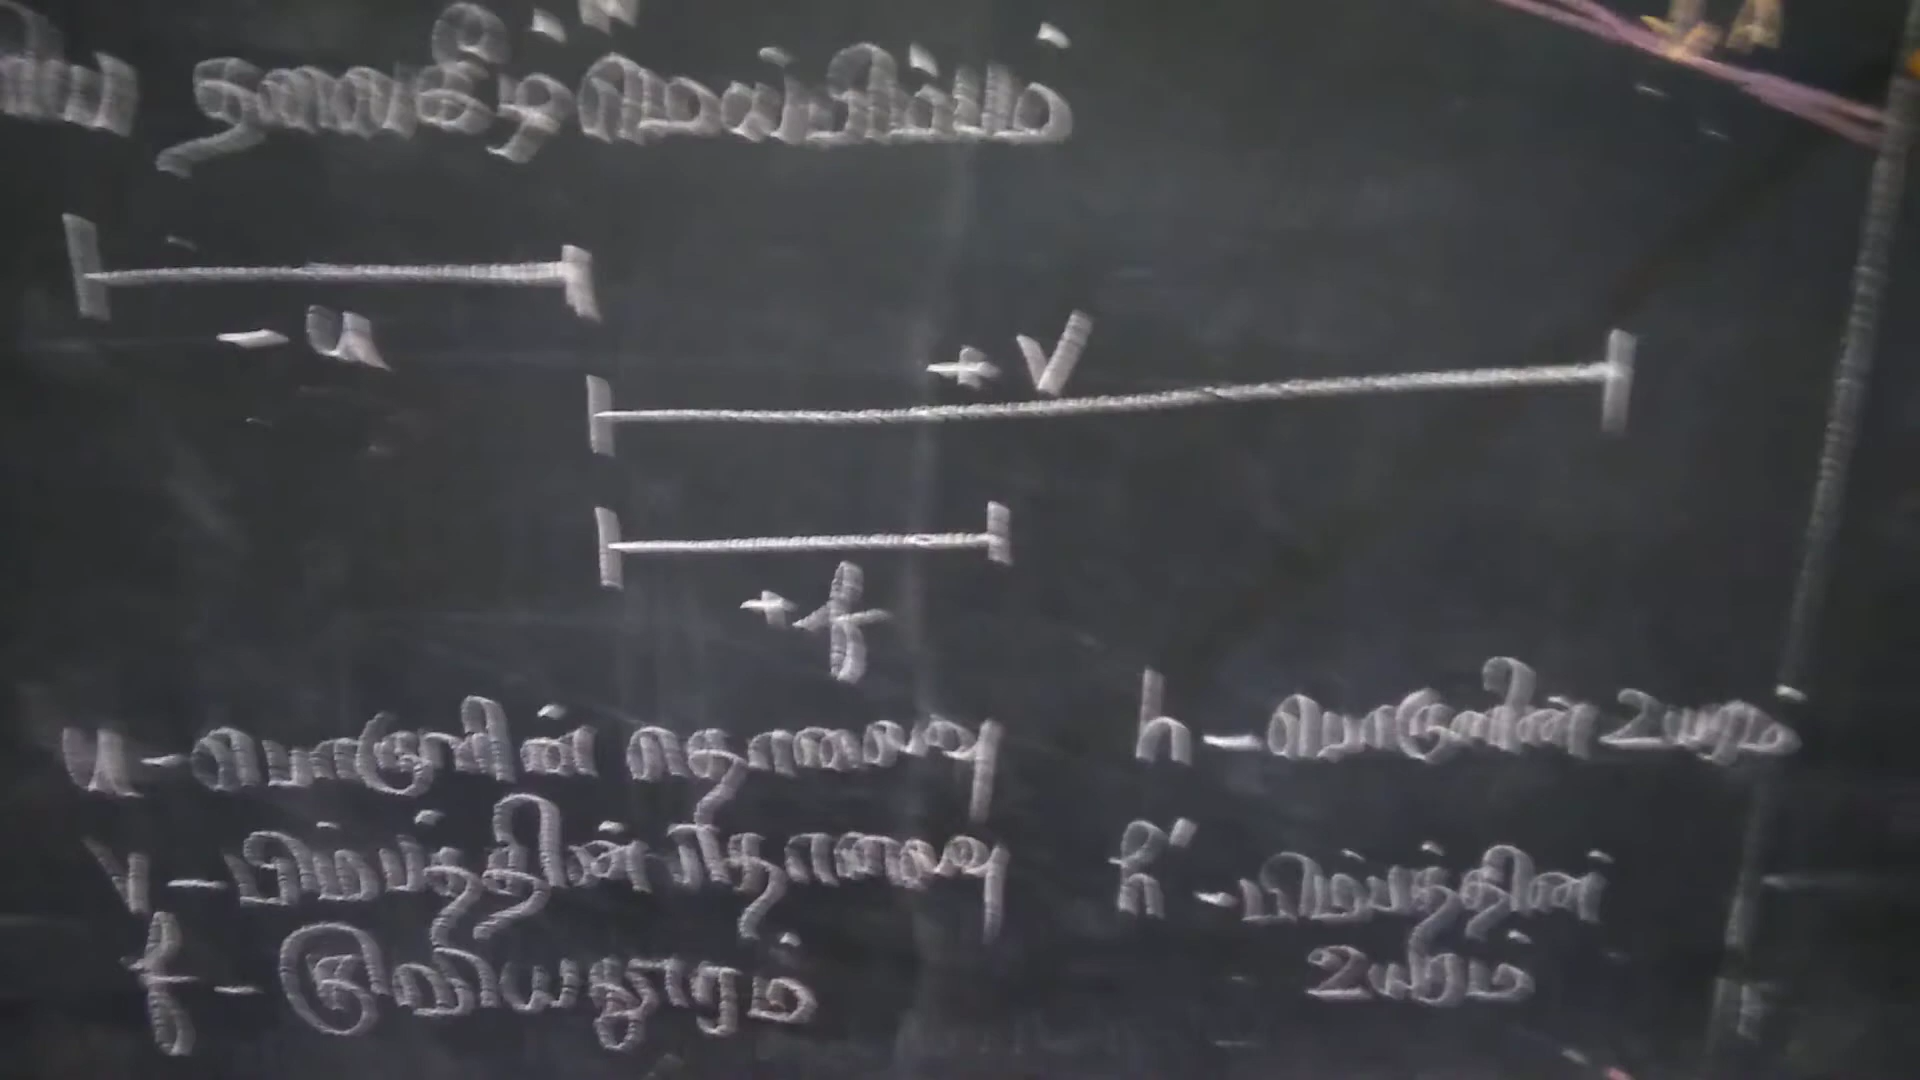 தலைகீழ் மெய்பிம்பம்
- u
+ v
+ f
u - பொருளின் தொலைவு
v - பிம்பத்தின் தொலைவு
f - குவியதூரம்
h - பொருளின் உயரம்
h' - பிம்பத்தின்
உயரம்